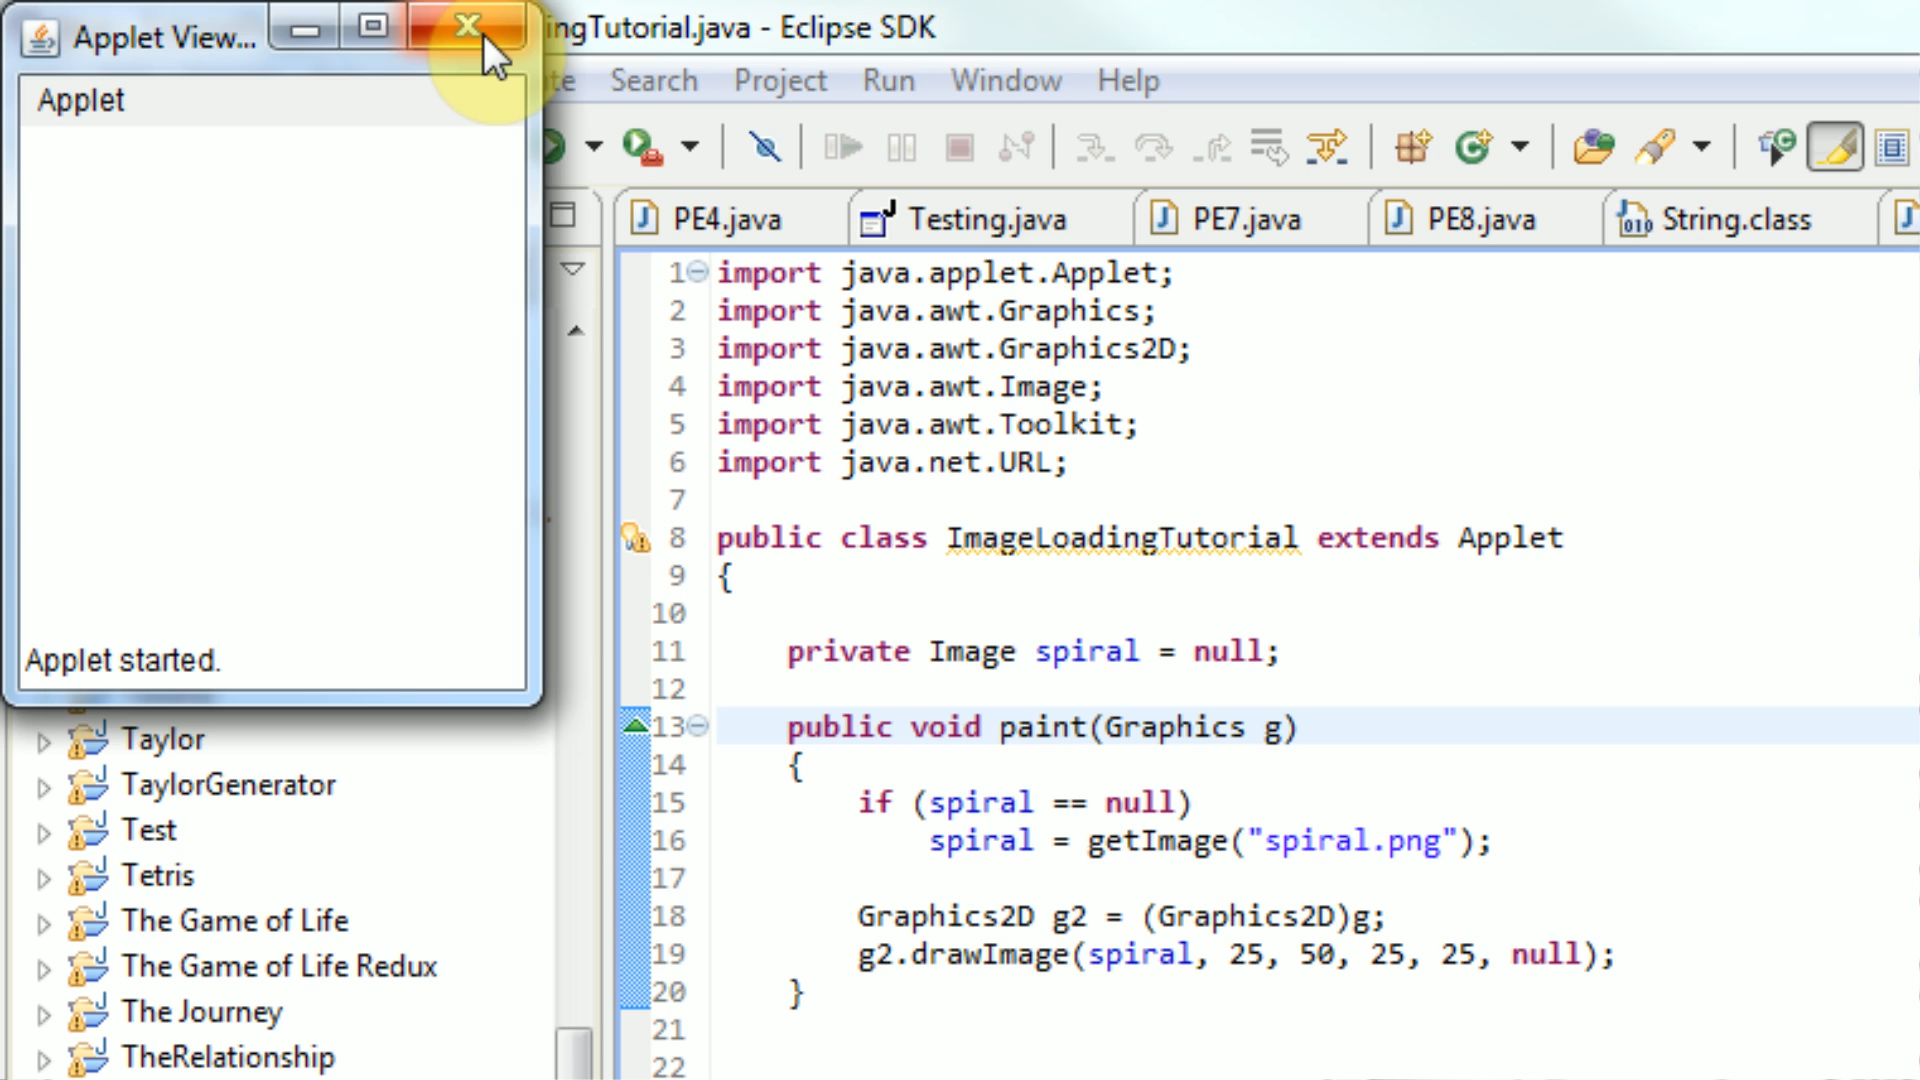 Applet View...
Applet
Applet started.
ingTutorial.java - Eclipse SDK
Search Project Run Window Help
PE4.java Testing.java PE7.java PE8.java String.class
1 import java.applet.Applet;
2 import java.awt.Graphics;
3 import java.awt.Graphics2D;
4 import java.awt.Image;
5 import java.awt.Toolkit;
6 import java.net.URL;
7
8 public class ImageLoadingTutorial extends Applet
9 {
10
11 private Image spiral = null;
12
13 public void paint(Graphics g)
14 {
15 if (spiral == null)
16 spiral = getImage("spiral.png");
17
18 Graphics2D g2 = (Graphics2D)g;
19 g2.drawImage(spiral, 25, 50, 25, 25, null);
20 }
21
22
Taylor
TaylorGenerator
Test
Tetris
The Game of Life
The Game of Life Redux
The Journey
TheRelationship